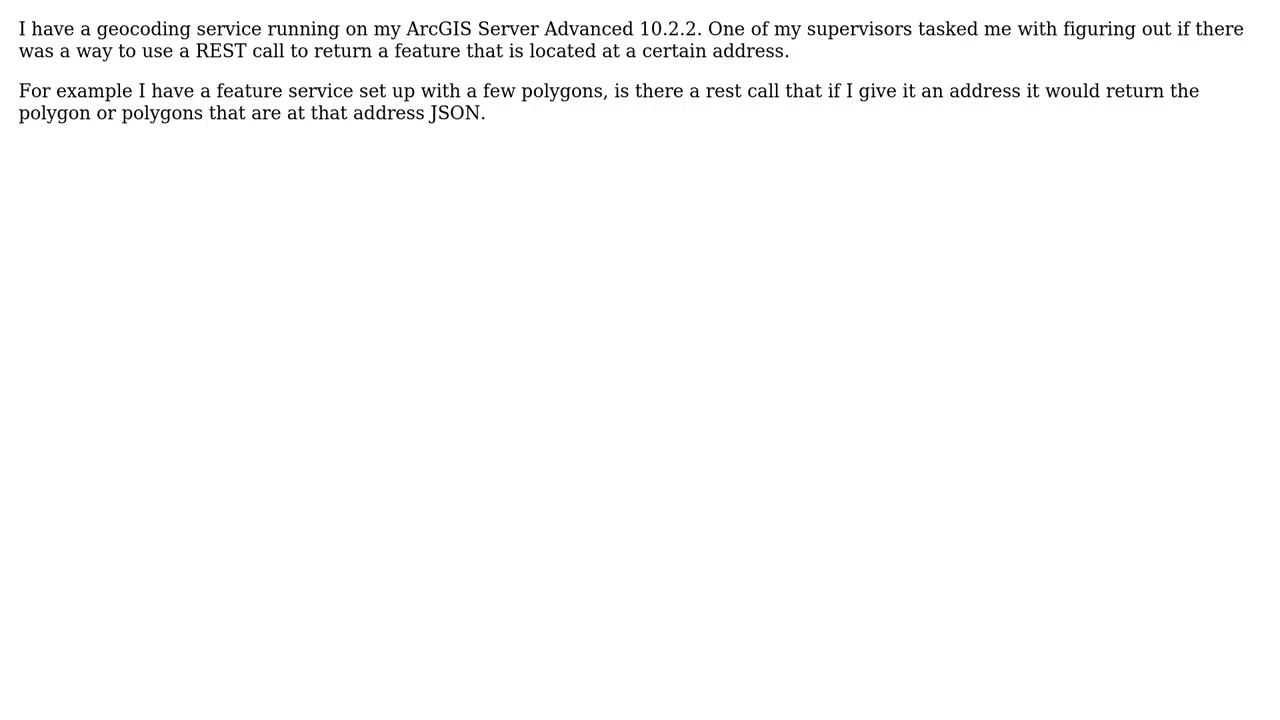 I have a geocoding service running on my ArcGIS Server Advanced 10.2.2. One of my supervisors tasked me with figuring out if there
was a way to use a REST call to return a feature that is located at a certain address.
For example I have a feature service set up with a few polygons, is there a rest call that if I give it an address it would return the
polygon or polygons that are at that address JSON.